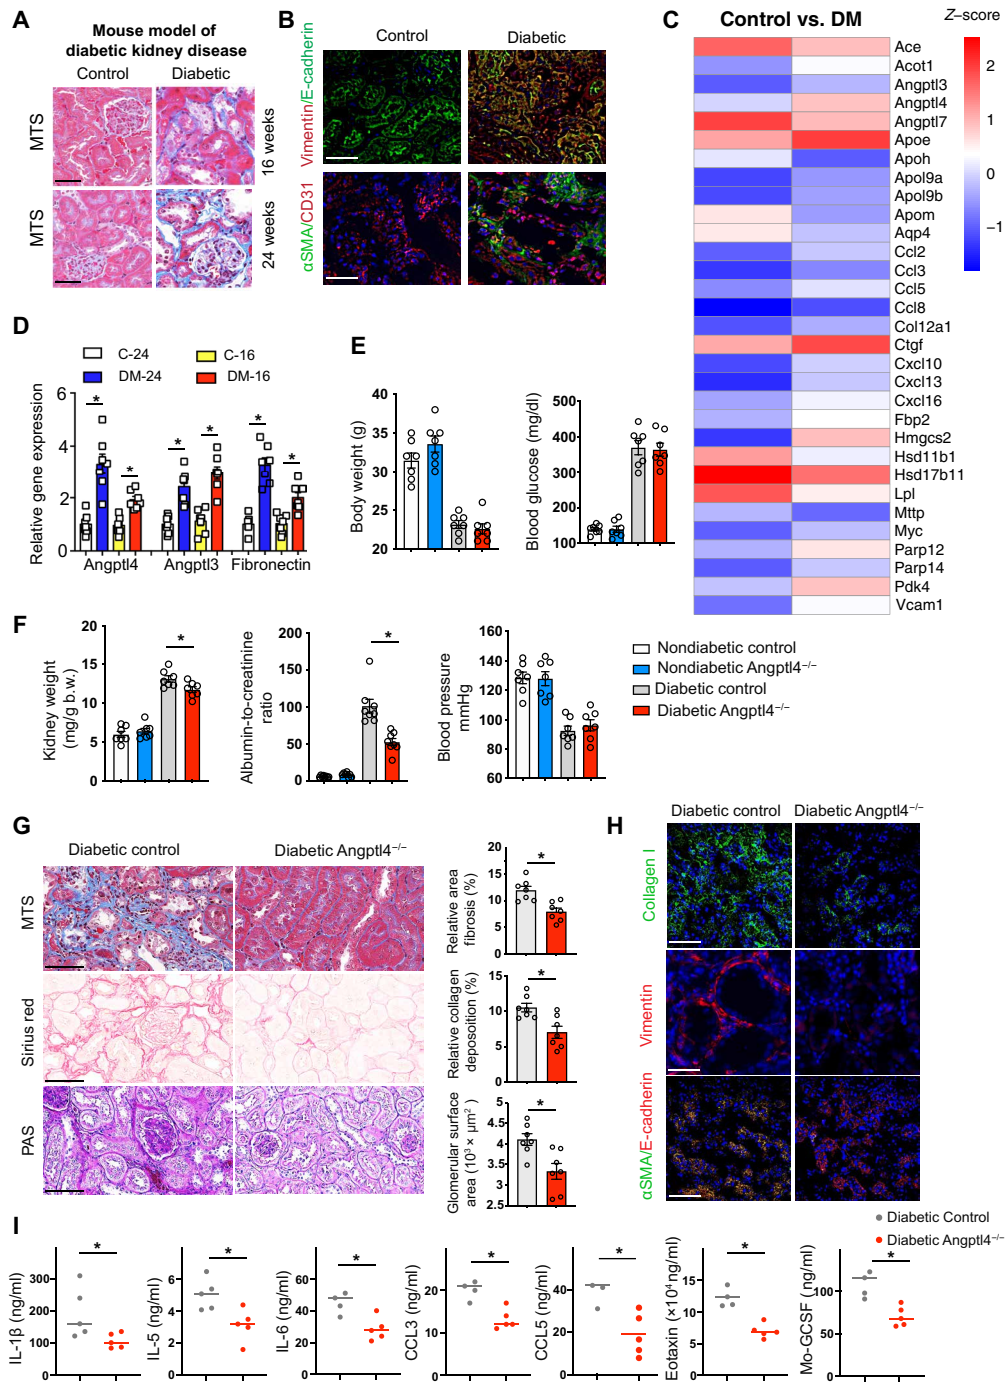 A
Mouse model of
diabetic kidney disease
Control
Diabetic
MTS
16 weeks
MTS
24 weeks
B
Control
Diabetic
Vimentin/E-cadherin
αSMA/CD31
C
Control vs. DM
Z–score
2
1
0
−1
Ace
Acot1
Angptl3
Angptl4
Angptl7
Apoe
Apoh
Apol9a
Apol9b
Apom
Aqp4
Ccl2
Ccl3
Ccl5
Ccl8
Col12a1
Ctgf
Cxcl10
Cxcl13
Cxcl16
Fbp2
Hmgcs2
Hsd11b1
Hsd17b11
Lpl
Mttp
Myc
Parp12
Parp14
Pdk4
Vcam1
D
C-24
C-16
DM-24
DM-16
Relative gene expression
6
4
2
0
* * * * * *
Angptl4
Angptl3
Fibronectin
E
Body weight (g)
40
35
30
25
20
Blood glucose (mg/dl)
500
400
300
200
100
F
Kidney weight
(mg/g b.w.)
20
15
10
5
0
*
Albumin-to-creatinine
ratio
200
150
100
50
0
*
Blood pressure
mmHg
160
140
120
100
80
60
Nondiabetic control
Nondiabetic Angptl4−/−
Diabetic control
Diabetic Angptl4−/−
G
Diabetic control
Diabetic Angptl4−/−
MTS
Sirius red
PAS
Relative area
fibrosis (%)
20
15
10
5
0
*
Relative collagen
deposoition (%)
15
10
5
0
*
Glomerular surface
area (10³ × μm²)
5
4.5
4
3.5
3
2.5
*
H
Diabetic control
Diabetic Angptl4−/−
Collagen I
Vimentin
αSMA/E-cadherin
I
Diabetic Control
Diabetic Angptl4−/−
IL-1β (ng/ml)
300
200
100
0
*
IL-5 (ng/ml)
6
4
2
0
*
IL-6 (ng/ml)
60
40
20
0
*
CCL3 (ng/ml)
20
10
0
*
CCL5 (ng/ml)
40
20
0
*
Eotaxin (×10⁴ ng/ml)
20
10
0
*
Mo-GCSF (ng/ml)
100
50
0
*